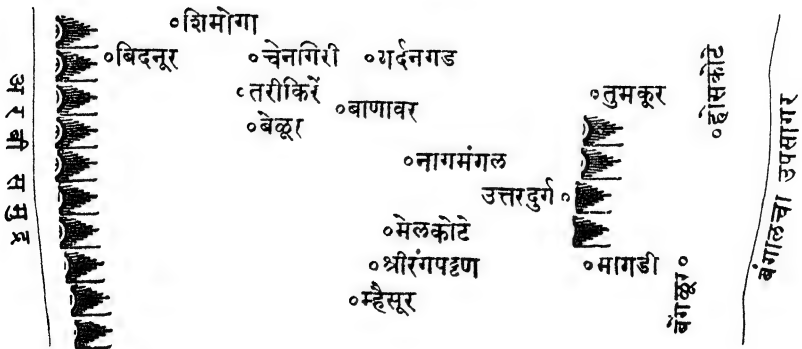 शिमोगा
बिदनूर
चेनगिरी
मर्दनगड
तरीकिरें
बाणावर
बेळूर
तुमकूर
होसकोटे
नागमंगल
उत्तरदुर्ग
मेलकोटे
श्रीरंगपट्टण
मागडी
म्हैसूर
बंगळूर
अरबी समुद्र
बंगालचा उपसागर